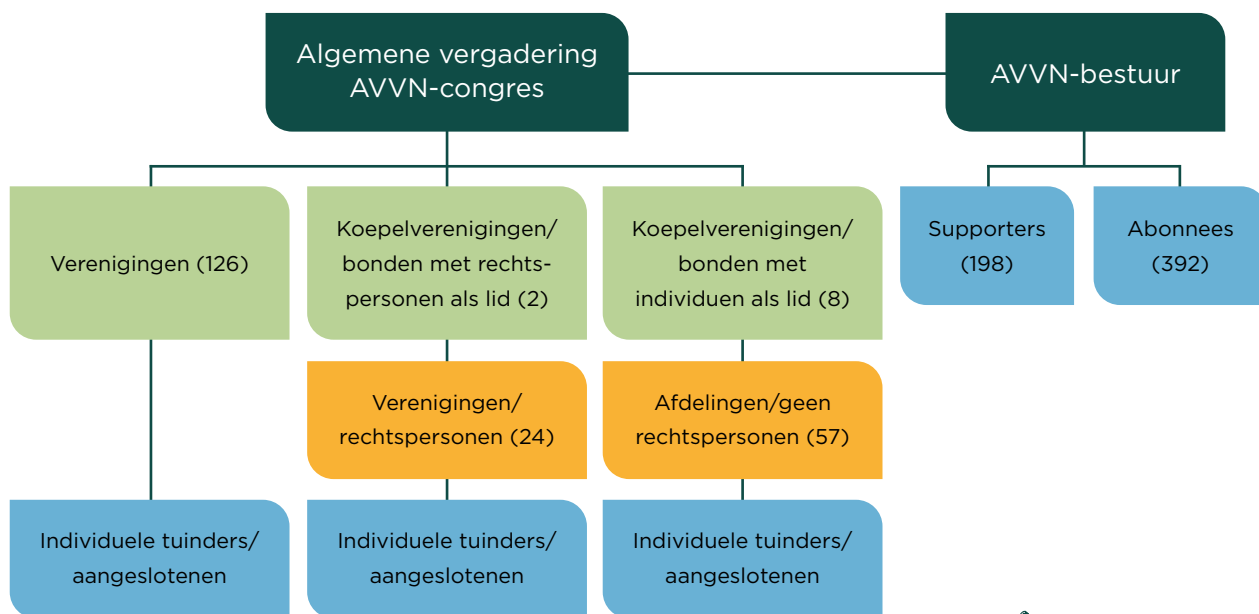 Algemene vergadering
AVVN-congres
AVVN-bestuur
Verenigingen (126)
Koepelverenigingen/
bonden met rechts-
personen als lid (2)
Koepelverenigingen/
bonden met
individuen als lid (8)
Supporters
(198)
Abonnees
(392)
Verenigingen/
rechtspersonen (24)
Afdelingen/geen
rechtspersonen (57)
Individuele tuinders/
aangeslotenen
Individuele tuinders/
aangeslotenen
Individuele tuinders/
aangeslotenen